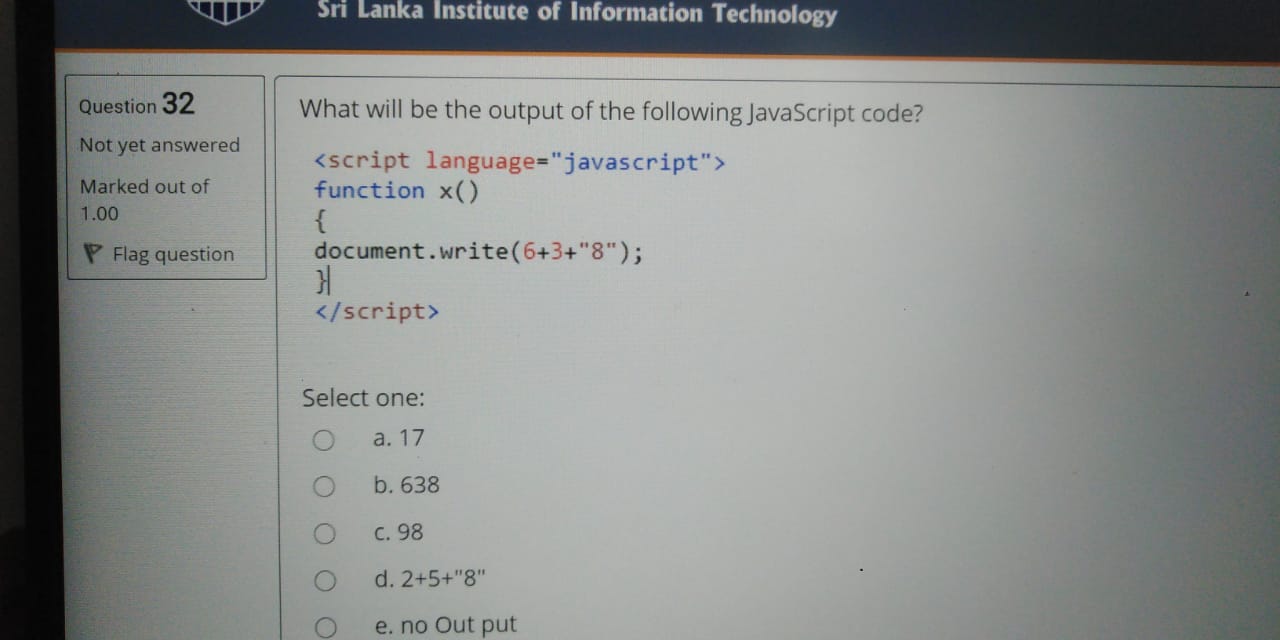 Sri Lanka Institute of Information Technology
Question 32
Not yet answered
Marked out of
1.00
Flag question
What will be the output of the following JavaScript code?
<script language="javascript">
function x()
{
document.write(6+3+"8");
}
</script>
Select one:
a. 17
b. 638
c. 98
d. 2+5+"8"
e. no Out put